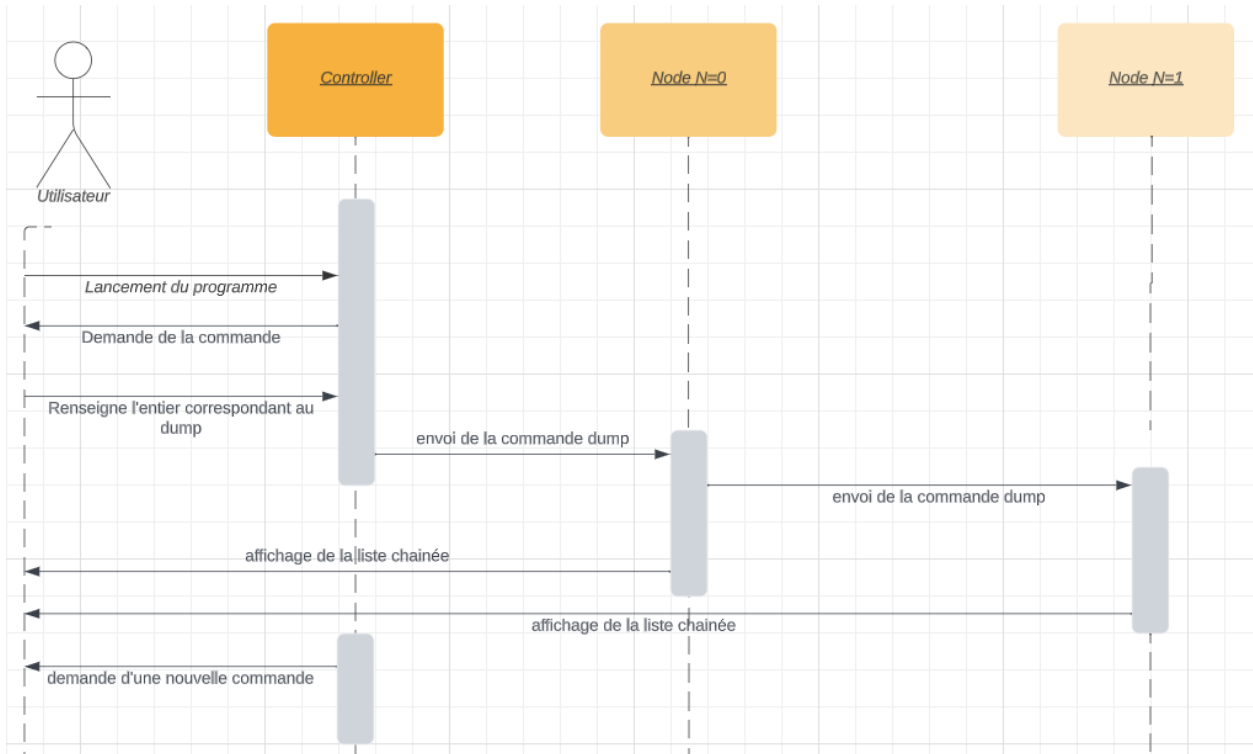 Controller
Node N=0
Node N=1
Utilisateur
Lancement du programme
Demande de la commande
Renseigne l'entier correspondant au
dump
envoi de la commande dump
envoi de la commande dump
affichage de la liste chainée
affichage de la liste chainée
demande d'une nouvelle commande